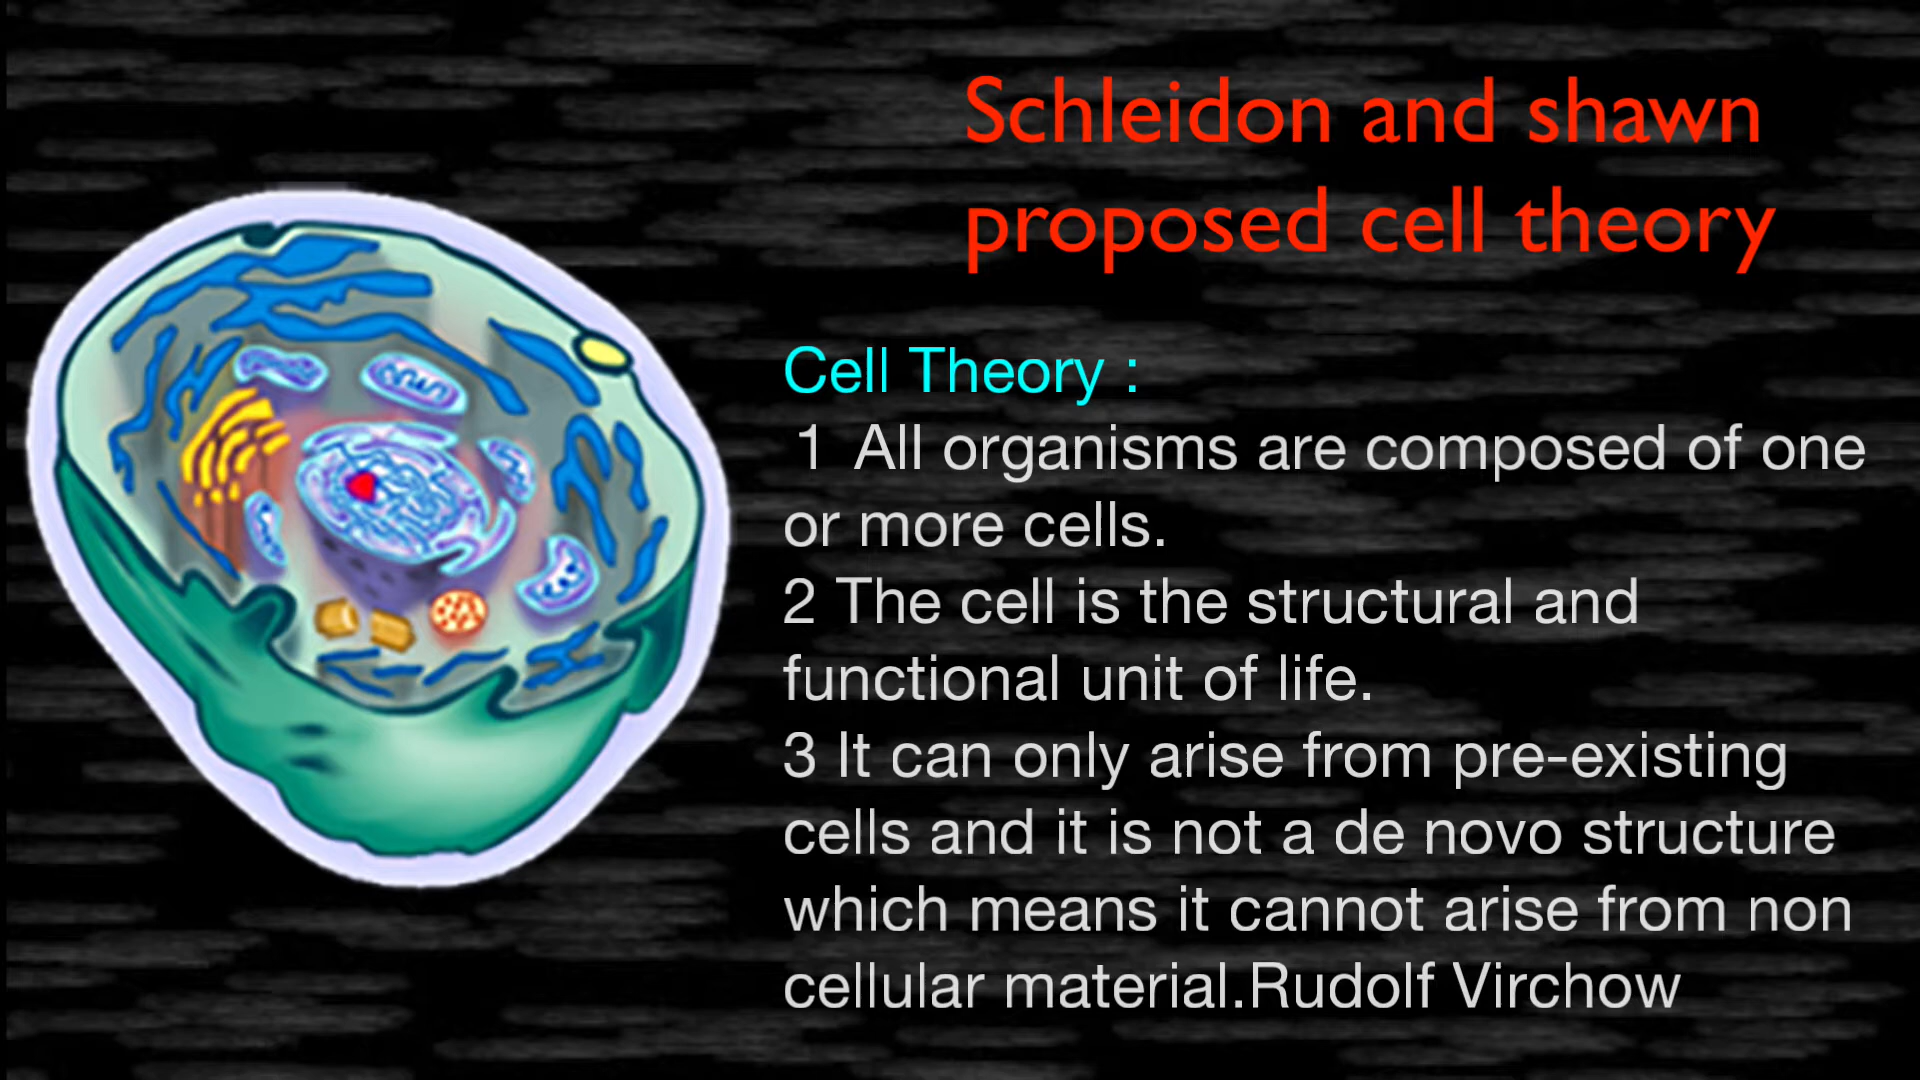 Schleidon and shawn
proposed cell theory
Cell Theory :
1 All organisms are composed of one
or more cells.
2 The cell is the structural and
functional unit of life.
3 It can only arise from pre-existing
cells and it is not a de novo structure
which means it cannot arise from non
cellular material.Rudolf Virchow